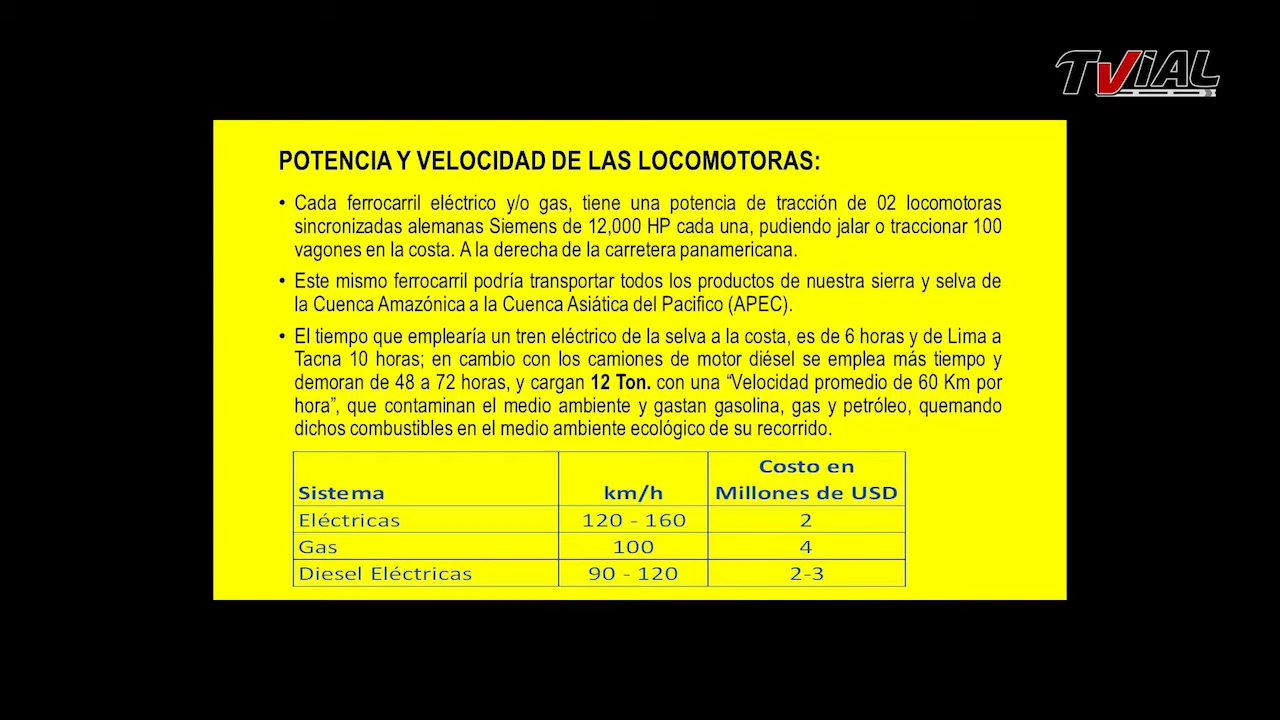 TVIAL
POTENCIA Y VELOCIDAD DE LAS LOCOMOTORAS:
• Cada ferrocarril eléctrico y/o gas, tiene una potencia de tracción de 02 locomotoras
sincronizadas alemanas Siemens de 12,000 HP cada una, pudiendo jalar o traccionar 100
vagones en la costa. A la derecha de la carretera panamericana.
• Este mismo ferrocarril podría transportar todos los productos de nuestra sierra y selva de
la Cuenca Amazónica a la Cuenca Asiática del Pacifico (APEC).
• El tiempo que emplearía un tren eléctrico de la selva a la costa, es de 6 horas y de Lima a
Tacna 10 horas; en cambio con los camiones de motor diésel se emplea más tiempo y
demoran de 48 a 72 horas, y cargan 12 Ton. con una “Velocidad promedio de 60 Km por
hora”, que contaminan el medio ambiente y gastan gasolina, gas y petróleo, quemando
dichos combustibles en el medio ambiente ecológico de su recorrido.
Costo en
Sistema km/h Millones de USD
Eléctricas 120 - 160 2
Gas 100 4
Diesel Eléctricas 90 - 120 2-3